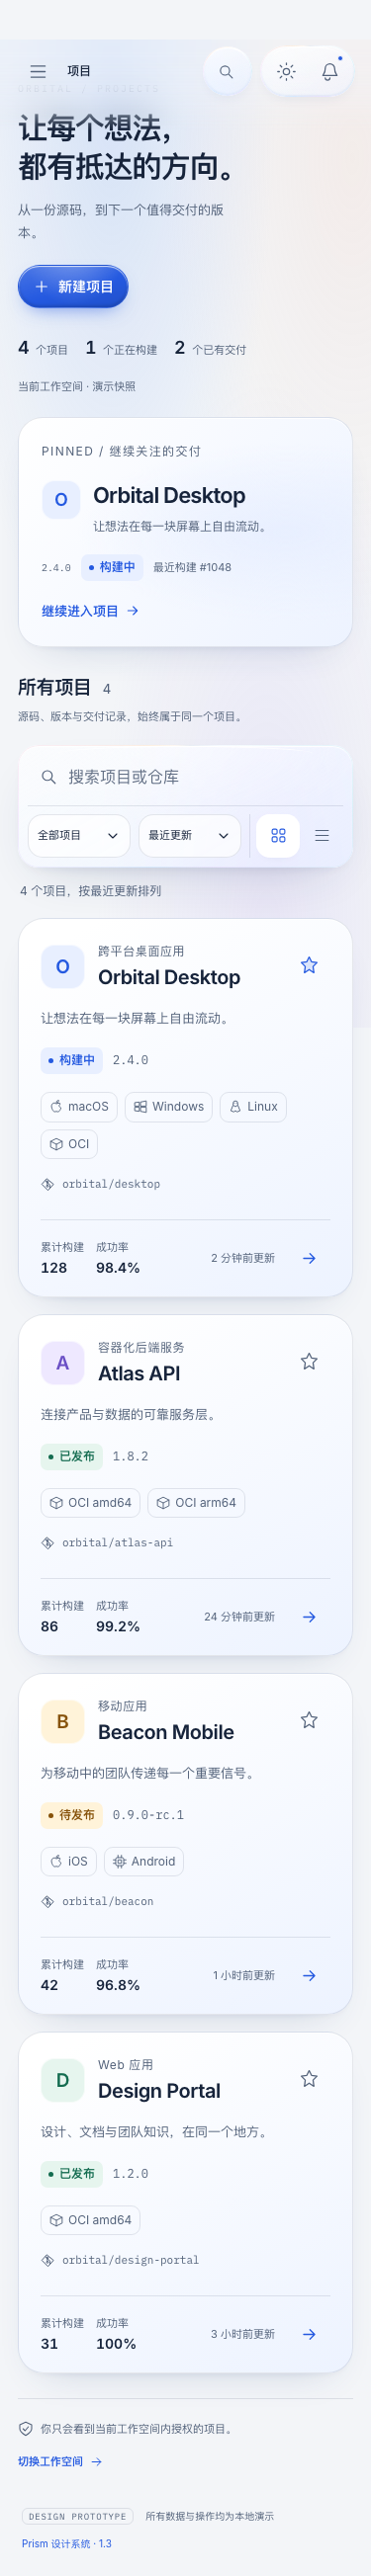 项目
ORBITAL / PROJECTS
让每个想法，
都有抵达的方向。
从一份源码，到下一个值得交付的版
本。
新建项目
4 个项目 1 个正在构建 2 个已有交付
当前工作空间 · 演示快照
PINNED / 继续关注的交付
O Orbital Desktop
让想法在每一块屏幕上自由流动。
2.4.0 构建中 最近构建 #1048
继续进入项目
所有项目 4
源码、版本与交付记录，始终属于同一个项目。
搜索项目或仓库
全部项目 最近更新
4 个项目，按最近更新排列
跨平台桌面应用
O Orbital Desktop
让想法在每一块屏幕上自由流动。
构建中 2.4.0
macOS Windows Linux
OCI
orbital/desktop
累计构建 成功率
2 分钟前更新
128 98.4%
容器化后端服务
A Atlas API
连接产品与数据的可靠服务层。
已发布 1.8.2
OCI amd64 OCI arm64
orbital/atlas-api
累计构建 成功率
24 分钟前更新
86 99.2%
移动应用
B Beacon Mobile
为移动中的团队传递每一个重要信号。
待发布 0.9.0-rc.1
iOS Android
orbital/beacon
累计构建 成功率
1 小时前更新
42 96.8%
Web 应用
D Design Portal
设计、文档与团队知识，在同一个地方。
已发布 1.2.0
OCI amd64
orbital/design-portal
累计构建 成功率
3 小时前更新
31 100%
你只会看到当前工作空间内授权的项目。
切换工作空间
DESIGN PROTOTYPE 所有数据与操作均为本地演示
Prism 设计系统 · 1.3